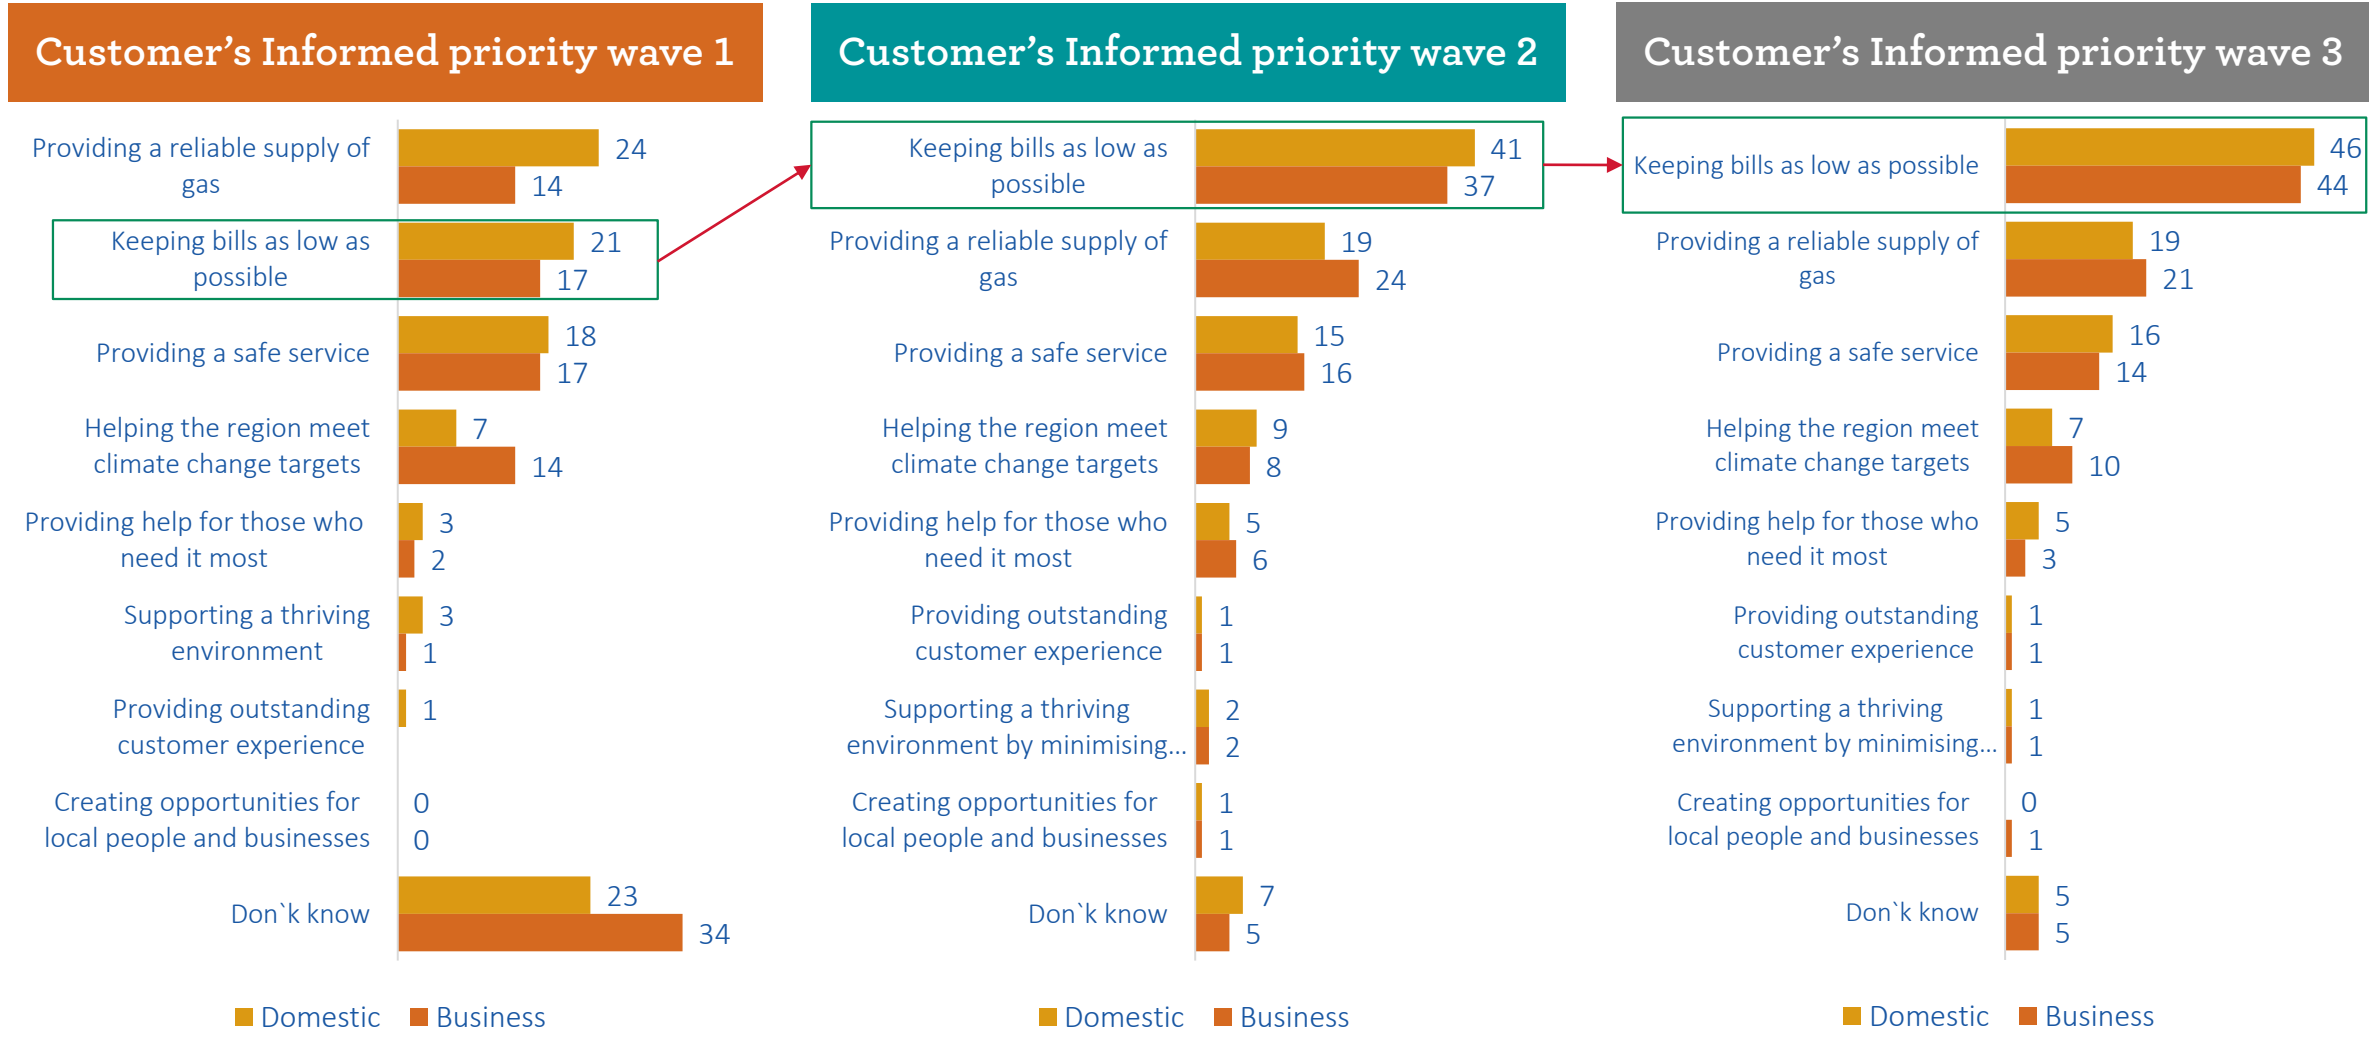 Customer's Informed priority wave 1
Providing a reliable supply of
gas
24
14
Keeping bills as low as
possible
21
17
Providing a safe service
18
17
Helping the region meet
climate change targets
7
14
Providing help for those who
need it most
3
2
Supporting a thriving
environment
3
1
Providing outstanding
customer experience
1
Creating opportunities for
local people and businesses
0
0
Don`k know
23
34
Domestic
Business
Customer's Informed priority wave 2
Keeping bills as low as
possible
41
37
Providing a reliable supply of
gas
19
24
Providing a safe service
15
16
Helping the region meet
climate change targets
9
8
Providing help for those who
need it most
5
6
Providing outstanding
customer experience
1
1
Supporting a thriving
environment by minimising...
2
2
Creating opportunities for
local people and businesses
1
1
Don`k know
7
5
Domestic
Business
Customer's Informed priority wave 3
Keeping bills as low as possible
46
44
Providing a reliable supply of
gas
19
21
Providing a safe service
16
14
Helping the region meet
climate change targets
7
10
Providing help for those who
need it most
5
3
Providing outstanding
customer experience
1
1
Supporting a thriving
environment by minimising...
1
1
Creating opportunities for
local people and businesses
0
1
Don`k know
5
5
Domestic
Business